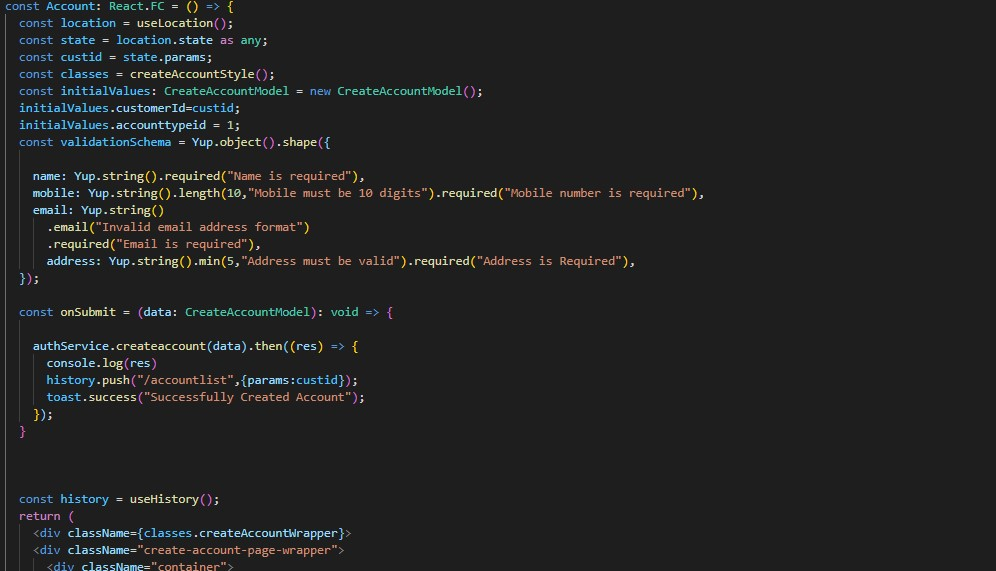 const Account: React.FC = () => {
const location = useLocation();
const state = location.state as any;
const custid = state.params;
const classes = createAccountStyle();
const initialValues: CreateAccountModel = new CreateAccountModel();
initialValues.customerId=custid;
initialValues.accounttypeid = 1;
const validationSchema = Yup.object().shape({
name: Yup.string().required("Name is required"),
mobile: Yup.string().length(10,"Mobile must be 10 digits").required("Mobile number is required"),
email: Yup.string()
.email("Invalid email address format")
.required("Email is required"),
address: Yup.string().min(5,"Address must be valid").required("Address is Required"),
});
const onSubmit = (data: CreateAccountModel): void => {
authService.createaccount(data).then((res) => {
console.log(res)
history.push("/accountlist",{params:custid});
toast.success("Successfully Created Account");
});
}
const history = useHistory();
return (
<div className={classes.createAccountWrapper}>
<div className="create-account-page-wrapper">
<div className="container">